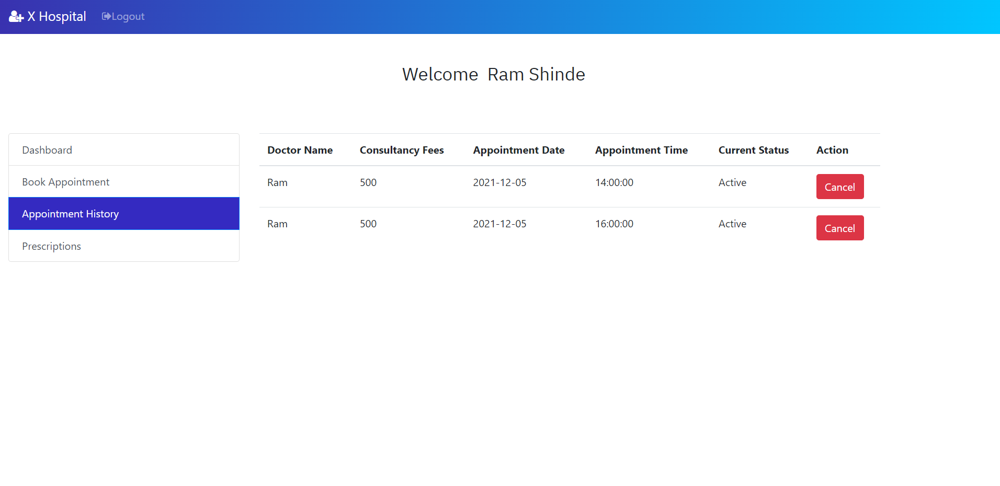 X Hospital Logout
Welcome Ram Shinde
Dashboard
Book Appointment
Appointment History
Prescriptions
Doctor Name Consultancy Fees Appointment Date Appointment Time Current Status Action
Ram 500 2021-12-05 14:00:00 Active Cancel
Ram 500 2021-12-05 16:00:00 Active Cancel